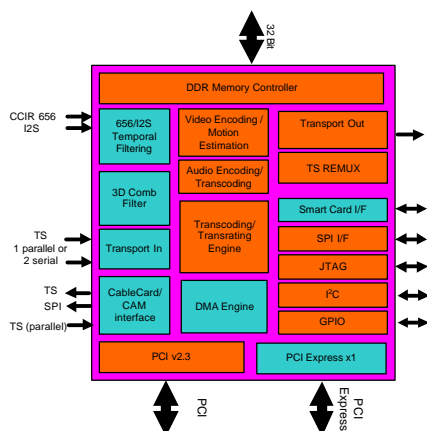 32 Bit
DDR Memory Controller
CCIR 656
I2S
656/I2S
Temporal
Filtering
Video Encoding /
Motion
Estimation
Transport Out
Audio Encoding/
Transcoding
TS REMUX
3D Comb
Filter
Transcoding/
Transrating
Engine
Smart Card I/F
SPI I/F
TS
1 parallel or
2 serial
Transport In
JTAG
TS
SPI
TS (parallel)
CableCard/
CAM
interface
DMA Engine
I²C
GPIO
PCI v2.3
PCI Express x1
PCI
PCI
Express